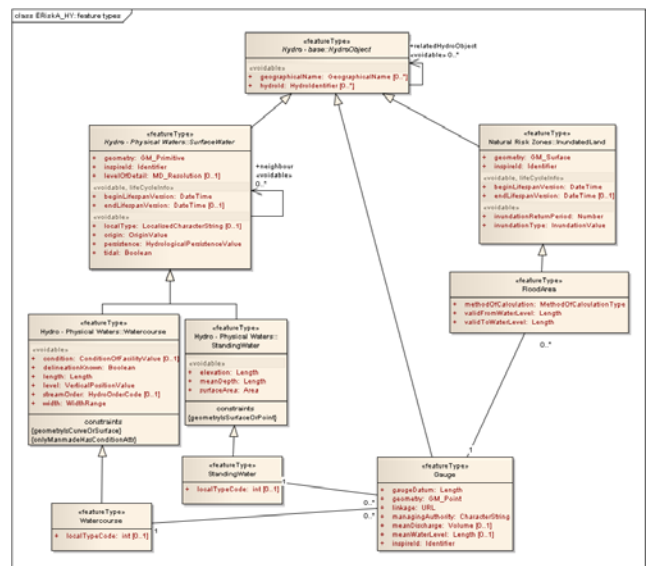 class ERiskA_HY: feature types
«featureType»
Hydro - base::HydroObject
«voidable»
+ geographicalName: GeographicalName [0..*]
+ hydroId: HydroIdentifier [0..*]
+relatedHydroObject
«voidable» 0..*
«featureType»
Hydro - Physical Waters::SurfaceWater
+ geometry: GM_Primitive
+ inspireId: Identifier
+ levelOfDetail: MD_Resolution [0..1]
«voidable, lifeCycleInfo»
+ beginLifespanVersion: DateTime
+ endLifespanVersion: DateTime [0..1]
«voidable»
+ localType: LocalizedCharacterString [0..1]
+ origin: OriginValue
+ persistence: HydrologicalPersistenceValue
+ tidal: Boolean
+neighbour
«voidable»
0..*
«featureType»
Natural Risk Zones::InundatedLand
+ geometry: GM_Surface
+ inspireId: Identifier
«voidable, lifeCycleInfo»
+ beginLifespanVersion: DateTime
+ endLifespanVersion: DateTime [0..1]
«voidable»
+ inundationReturnPeriod: Number
+ inundationType: InundationValue
«featureType»
FloodArea
+ methodOfCalculation: MethodOfCalculationType
+ validFromWaterLevel: Length
+ validToWaterLevel: Length
0..*
«featureType»
Hydro - Physical Waters::Watercourse
«voidable»
+ condition: ConditionOfFacilityValue [0..1]
+ delineationKnown: Boolean
+ length: Length
+ level: VerticalPositionValue
+ streamOrder: HydroOrderCode [0..1]
+ width: WidthRange
constraints
{geometryIsCurveOrSurface}
{onlyManmadeHasConditionAttr}
«featureType»
Hydro - Physical Waters::
StandingWater
«voidable»
+ elevation: Length
+ meanDepth: Length
+ surfaceArea: Area
constraints
{geometryIsSurfaceOrPoint}
«featureType»
StandingWater
+ localTypeCode: int [0..1]
1
«featureType»
Watercourse
+ localTypeCode: int [0..1]
1
1
«featureType»
Gauge
+ gaugeDatum: Length
+ geometry: GM_Point
+ linkage: URL
+ managingAuthority: CharacterString
+ meanDischarge: Volume [0..1]
+ meanWaterLevel: Length [0..1]
+ inspireId: Identifier
0..*
0..*